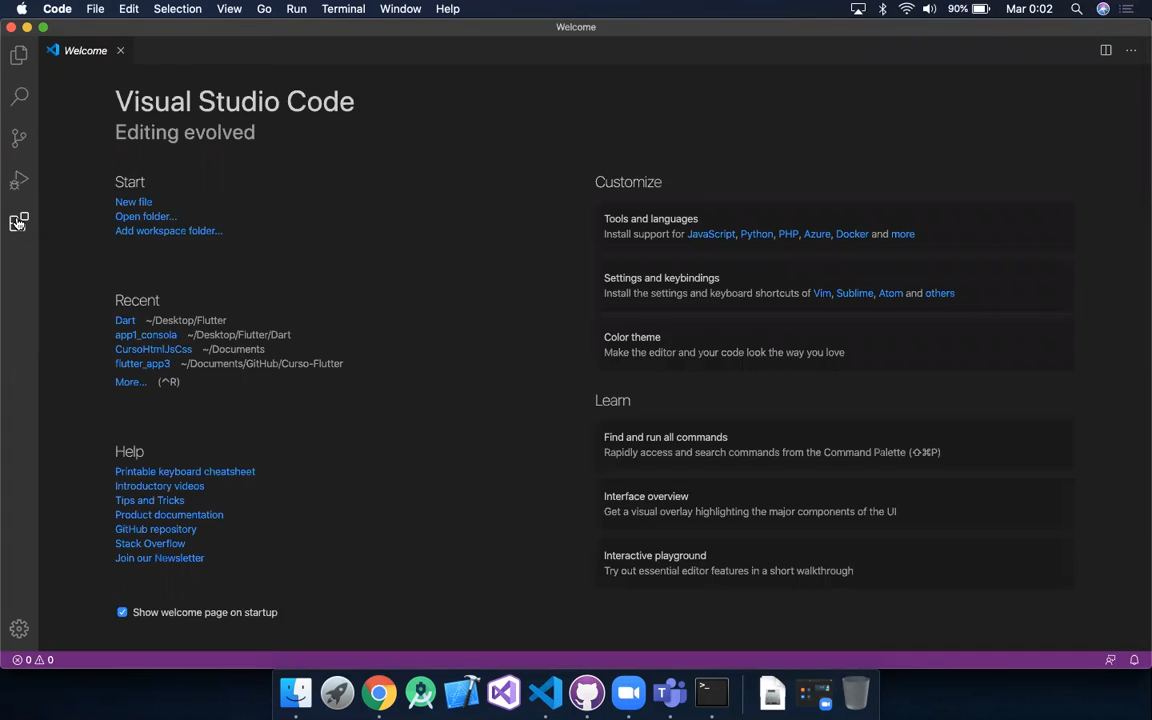 Code File Edit Selection View Go Run Terminal Window Help 90% Mar 0:02
Welcome
Welcome
Visual Studio Code
Editing evolved
Start
New file
Open folder...
Add workspace folder...
Recent
Dart ~/Desktop/Flutter
app1_consola ~/Desktop/Flutter/Dart
CursoHtmlJsCss ~/Documents
flutter_app3 ~/Documents/GitHub/Curso-Flutter
More... (^R)
Help
Printable keyboard cheatsheet
Introductory videos
Tips and Tricks
Product documentation
GitHub repository
Stack Overflow
Join our Newsletter
Show welcome page on startup
Customize
Tools and languages
Install support for JavaScript, Python, PHP, Azure, Docker and more
Settings and keybindings
Install the settings and keyboard shortcuts of Vim, Sublime, Atom and others
Color theme
Make the editor and your code look the way you love
Learn
Find and run all commands
Rapidly access and search commands from the Command Palette (⇧⌘P)
Interface overview
Get a visual overlay highlighting the major components of the UI
Interactive playground
Try out essential editor features in a short walkthrough
0 0